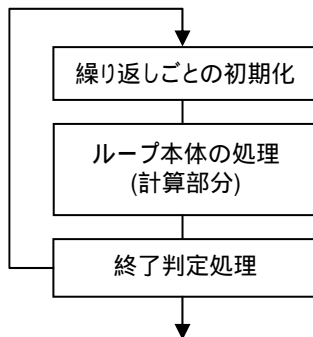 繰り返しごとの初期化
ループ本体の処理
(計算部分)
終了判定処理